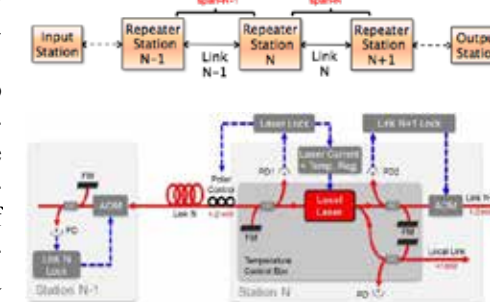 Input
Station
Repeater
Station
N−1
Link
N−1
Repeater
Station
N
Link
N
Repeater
Station
N+1
Station
Laser Lock
Link N+1 Lock
Laser Current
+ Temp. Reg.
FM
AOM
PD
Link N
Lock
Station N-1
Link N
Polar
Control
PD1
PD2
Local
Laser
FM
FM
FM
AOM
Temperature
Control Box
Local Link
PD
Station N